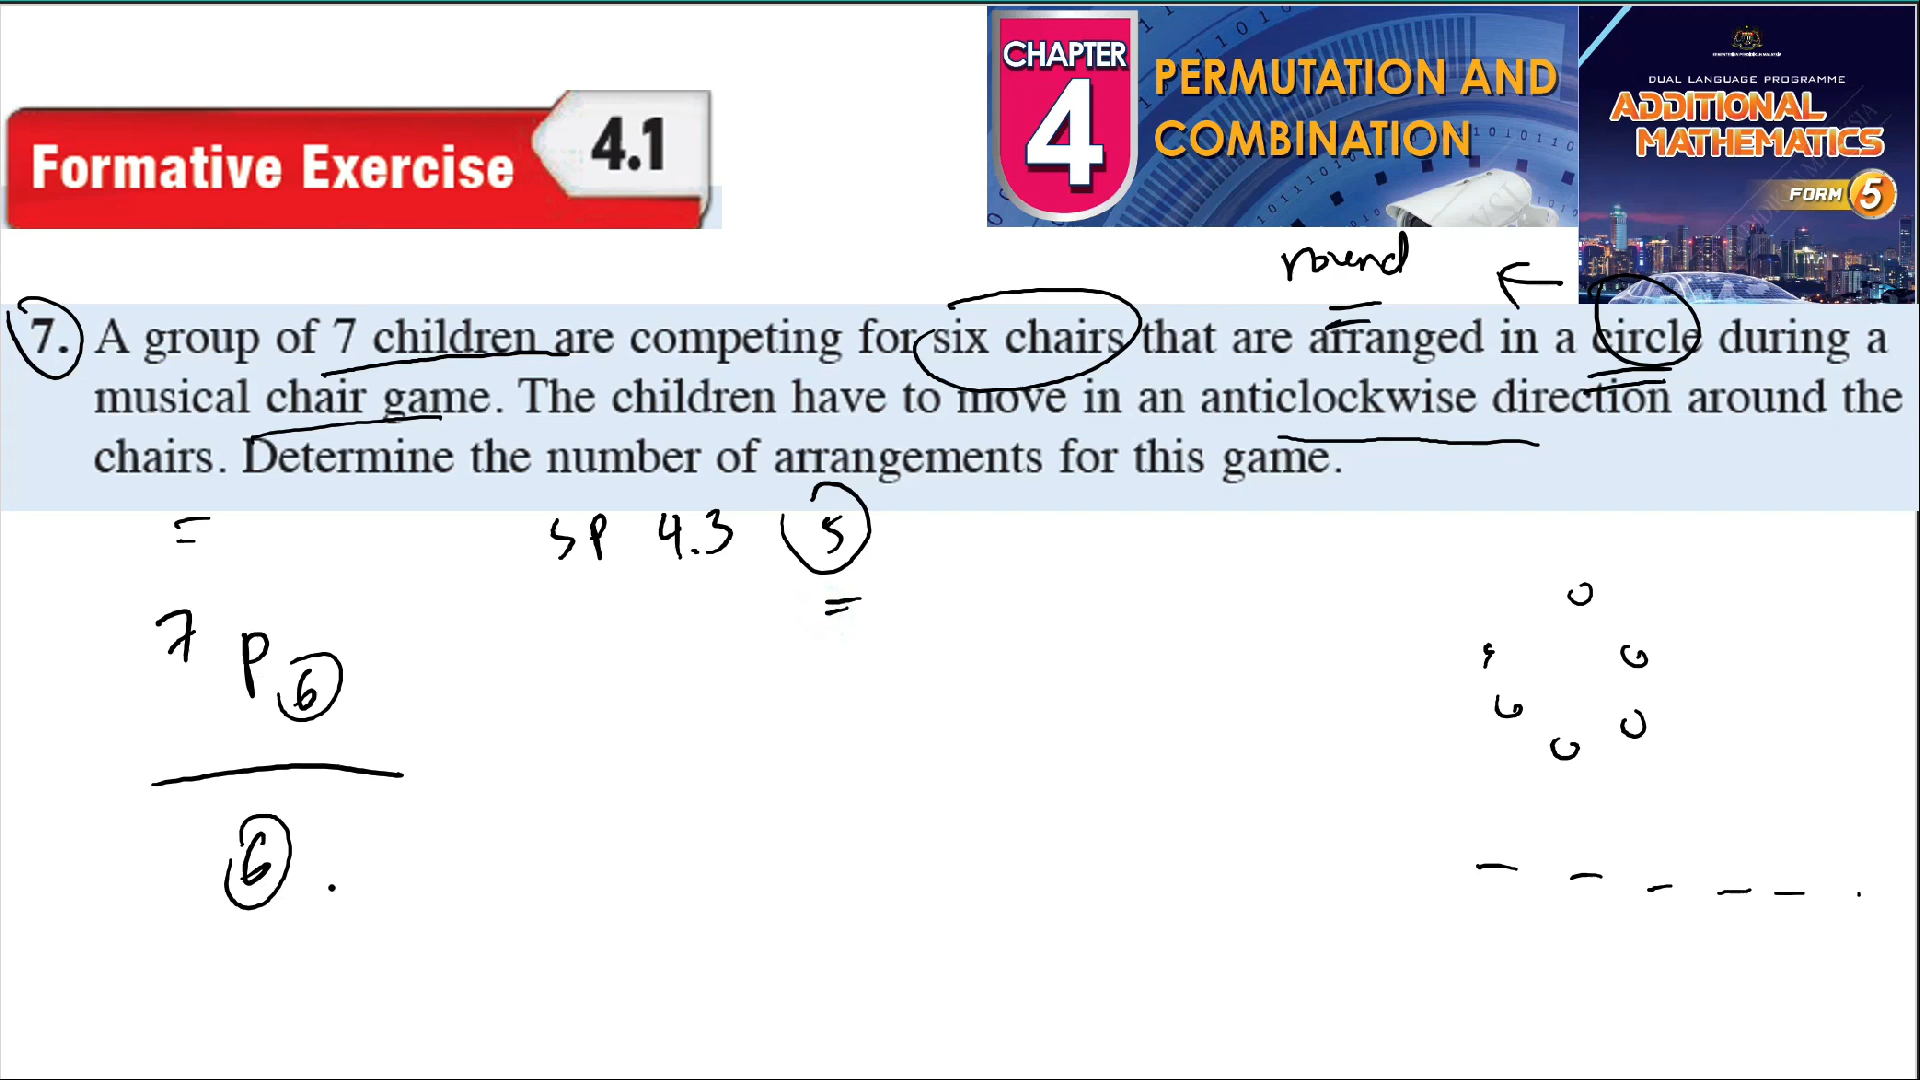 CHAPTER
4
PERMUTATION AND
COMBINATION
DUAL LANGUAGE PROGRAMME
ADDITIONAL
MATHEMATICS
FORM 5
Formative Exercise 4.1
round
7. A group of 7 children are competing for six chairs that are arranged in a circle during a
musical chair game. The children have to move in an anticlockwise direction around the
chairs. Determine the number of arrangements for this game.
= SP 4.3 5
=
7 P 6
6